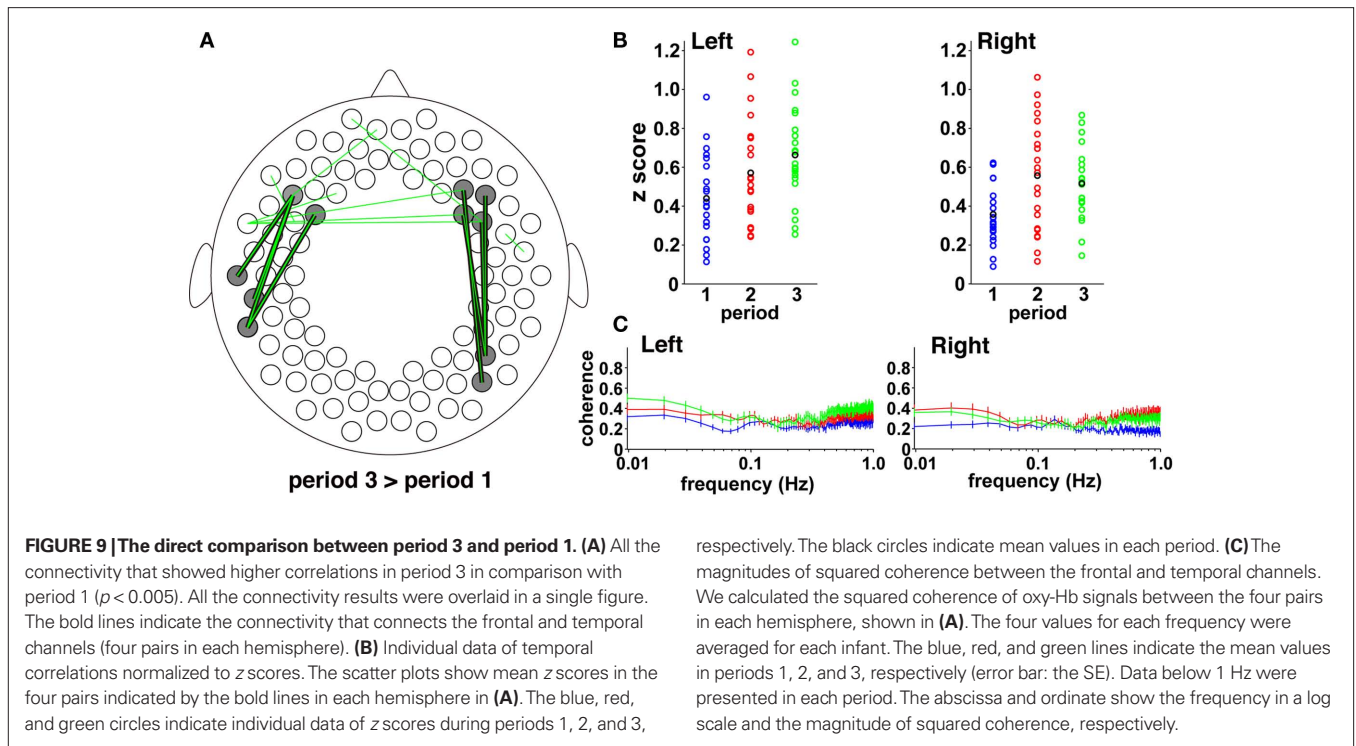 A
period 3 > period 1
B
Left
Right
1.2
1.0
0.8
0.6
0.4
0.2
0
z score
1 2 3
period
1.2
1.0
0.8
0.6
0.4
0.2
0
1 2 3
period
C
Left
Right
0.8
0.6
0.4
0.2
0
coherence
0.01 0.1 1.0
frequency (Hz)
0.8
0.6
0.4
0.2
0
0.01 0.1 1.0
frequency (Hz)
FIGURE 9 | The direct comparison between period 3 and period 1. (A) All the
connectivity that showed higher correlations in period 3 in comparison with
period 1 (p < 0.005). All the connectivity results were overlaid in a single figure.
The bold lines indicate the connectivity that connects the frontal and temporal
channels (four pairs in each hemisphere). (B) Individual data of temporal
correlations normalized to z scores. The scatter plots show mean z scores in the
four pairs indicated by the bold lines in each hemisphere in (A). The blue, red,
and green circles indicate individual data of z scores during periods 1, 2, and 3,
respectively. The black circles indicate mean values in each period. (C) The
magnitudes of squared coherence between the frontal and temporal channels.
We calculated the squared coherence of oxy-Hb signals between the four pairs
in each hemisphere, shown in (A). The four values for each frequency were
averaged for each infant. The blue, red, and green lines indicate the mean values
in periods 1, 2, and 3, respectively (error bar: the SE). Data below 1 Hz were
presented in each period. The abscissa and ordinate show the frequency in a log
scale and the magnitude of squared coherence, respectively.